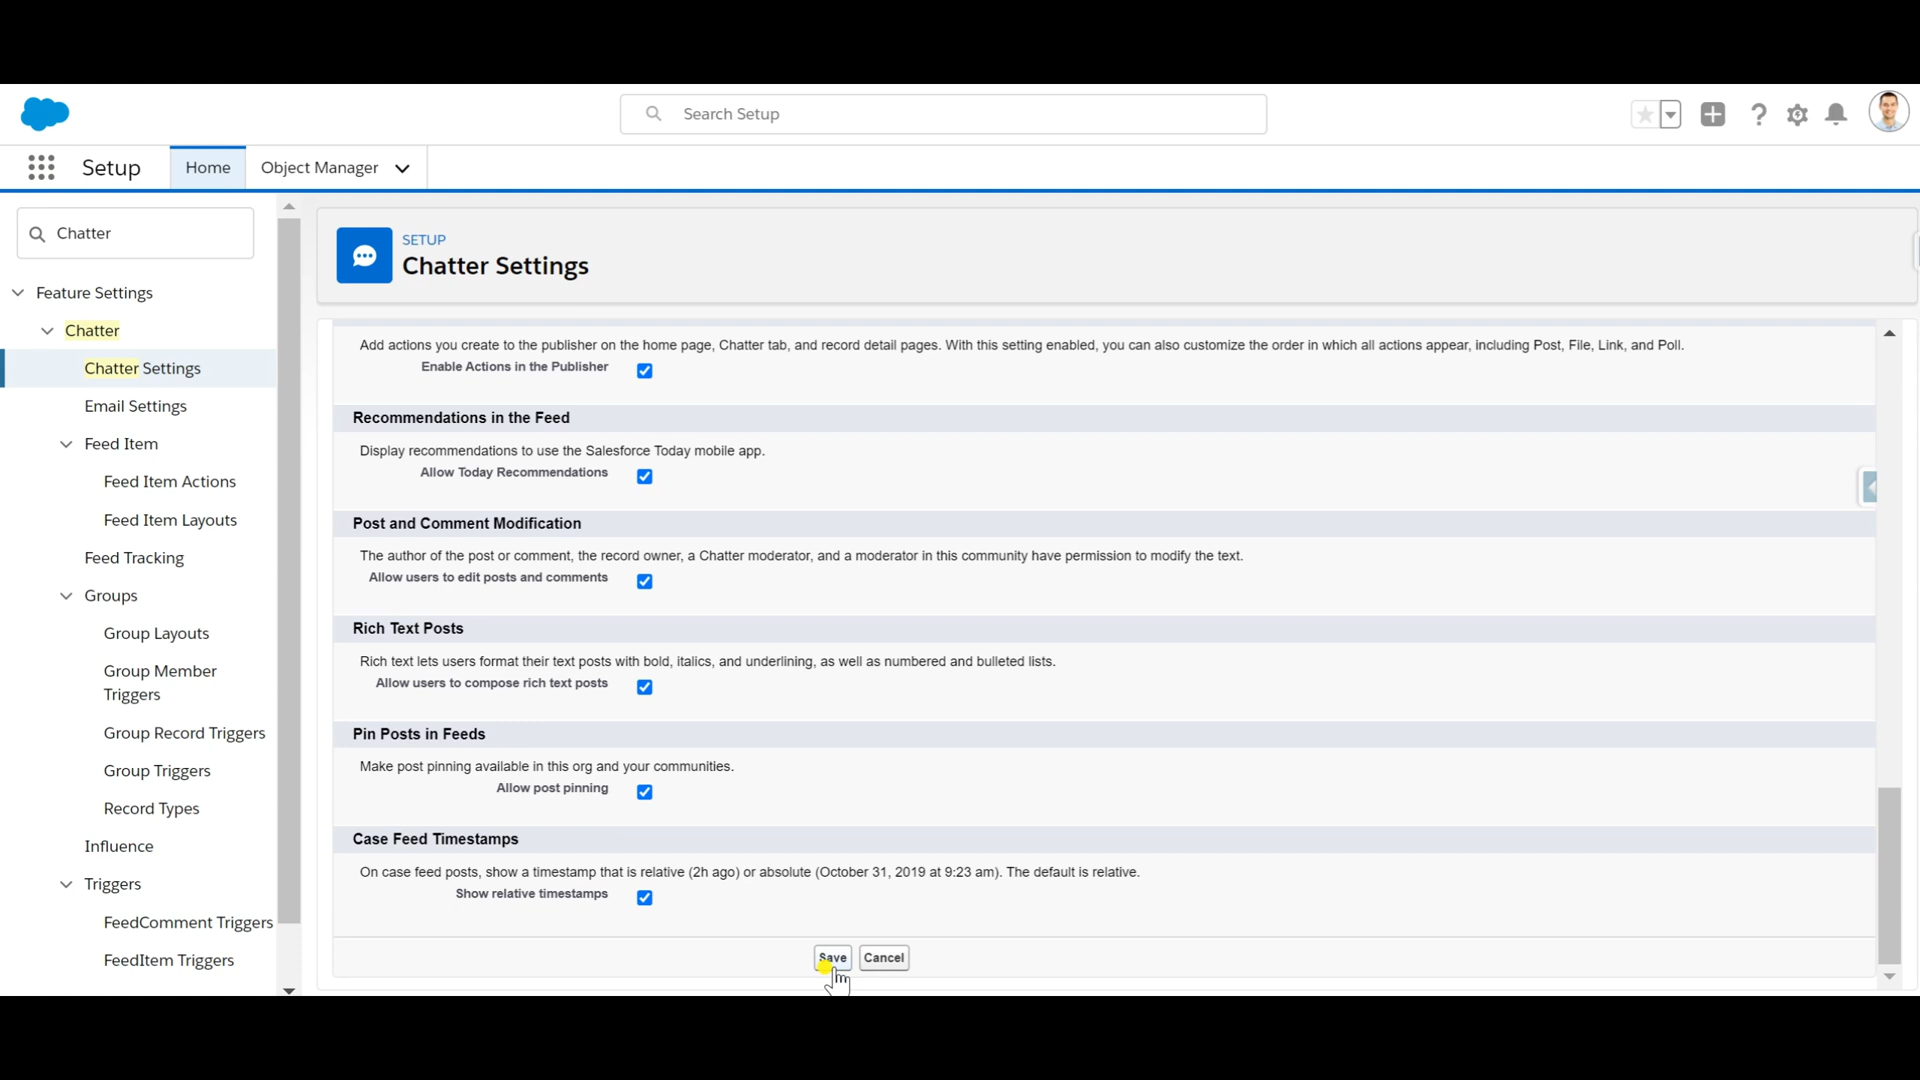 Search Setup
Setup
Home
Object Manager
Chatter
Feature Settings
Chatter
Chatter Settings
Email Settings
Feed Item
Feed Item Actions
Feed Item Layouts
Feed Tracking
Groups
Group Layouts
Group Member
Triggers
Group Record Triggers
Group Triggers
Record Types
Influence
Triggers
FeedComment Triggers
FeedItem Triggers
SETUP
Chatter Settings
Add actions you create to the publisher on the home page, Chatter tab, and record detail pages. With this setting enabled, you can also customize the order in which all actions appear, including Post, File, Link, and Poll.
Enable Actions in the Publisher
Recommendations in the Feed
Display recommendations to use the Salesforce Today mobile app.
Allow Today Recommendations
Post and Comment Modification
The author of the post or comment, the record owner, a Chatter moderator, and a moderator in this community have permission to modify the text.
Allow users to edit posts and comments
Rich Text Posts
Rich text lets users format their text posts with bold, italics, and underlining, as well as numbered and bulleted lists.
Allow users to compose rich text posts
Pin Posts in Feeds
Make post pinning available in this org and your communities.
Allow post pinning
Case Feed Timestamps
On case feed posts, show a timestamp that is relative (2h ago) or absolute (October 31, 2019 at 9:23 am). The default is relative.
Show relative timestamps
Save
Cancel